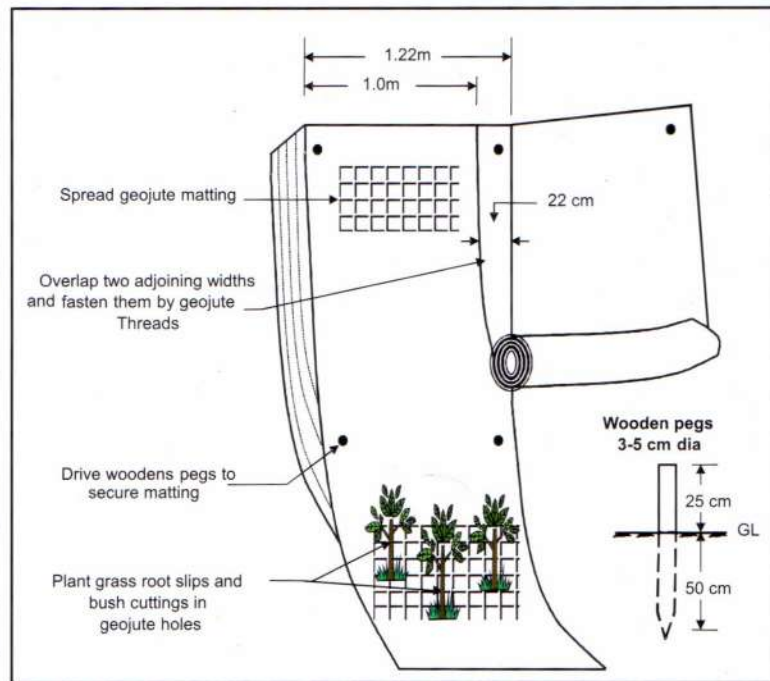 1.22m
1.0m
Spread geojute matting
22 cm
Overlap two adjoining widths
and fasten them by geojute
Threads
Wooden pegs
3-5 cm dia
Drive woodens pegs to
secure matting
25 cm
GL
50 cm
Plant grass root slips and
bush cuttings in
geojute holes